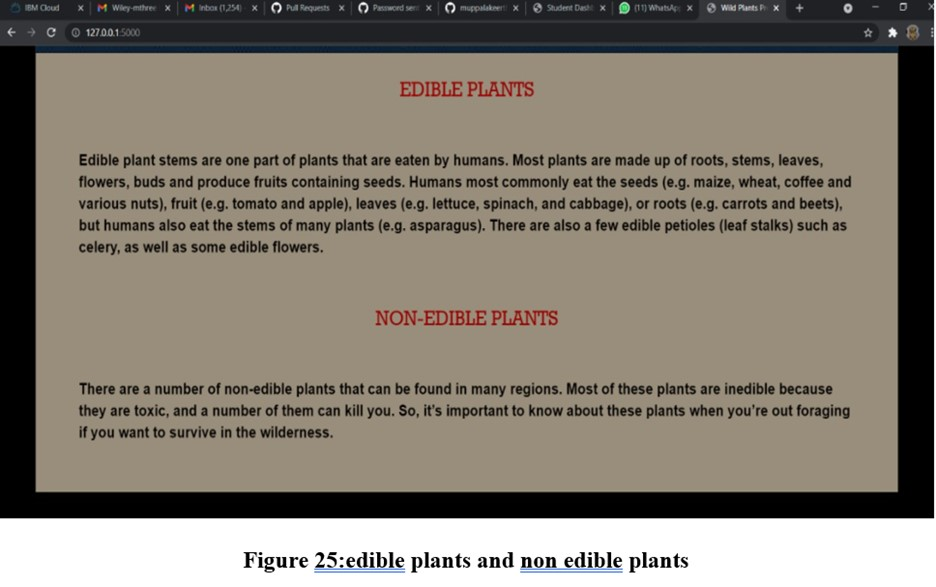 IBM Cloud Wiley-mthree Inbox (1,254) Pull Requests Password sen muppalakeer Student Dash (11) WhatsAp Wild Plants Pr
127.0.0.1:5000
EDIBLE PLANTS
Edible plant stems are one part of plants that are eaten by humans. Most plants are made up of roots, stems, leaves,
flowers, buds and produce fruits containing seeds. Humans most commonly eat the seeds (e.g. maize, wheat, coffee and
various nuts), fruit (e.g. tomato and apple), leaves (e.g. lettuce, spinach, and cabbage), or roots (e.g. carrots and beets),
but humans also eat the stems of many plants (e.g. asparagus). There are also a few edible petioles (leaf stalks) such as
celery, as well as some edible flowers.
NON-EDIBLE PLANTS
There are a number of non-edible plants that can be found in many regions. Most of these plants are inedible because
they are toxic, and a number of them can kill you. So, it's important to know about these plants when you're out foraging
if you want to survive in the wilderness.
Figure 25:edible plants and non edible plants